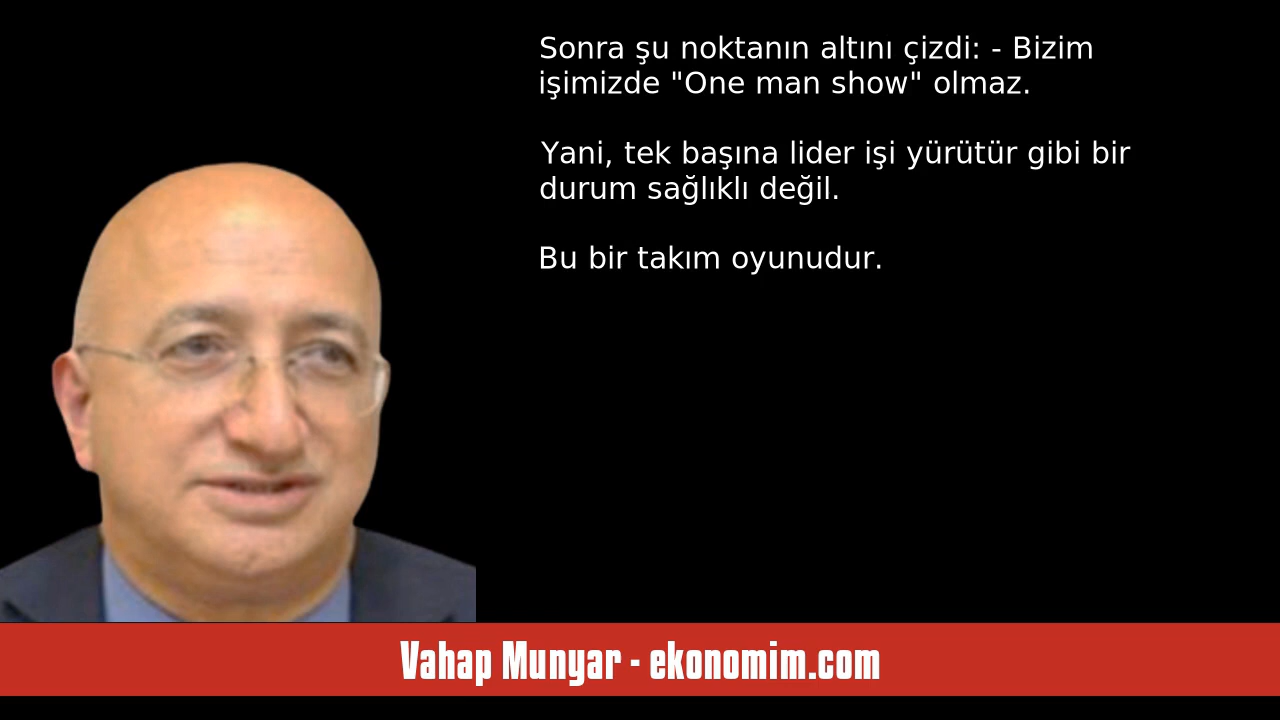 Sonra şu noktanın altını çizdi: - Bizim
işimizde "One man show" olmaz.
Yani, tek başına lider işi yürütür gibi bir
durum sağlıklı değil.
Bu bir takım oyunudur.
Vahap Munyar - ekonomim.com